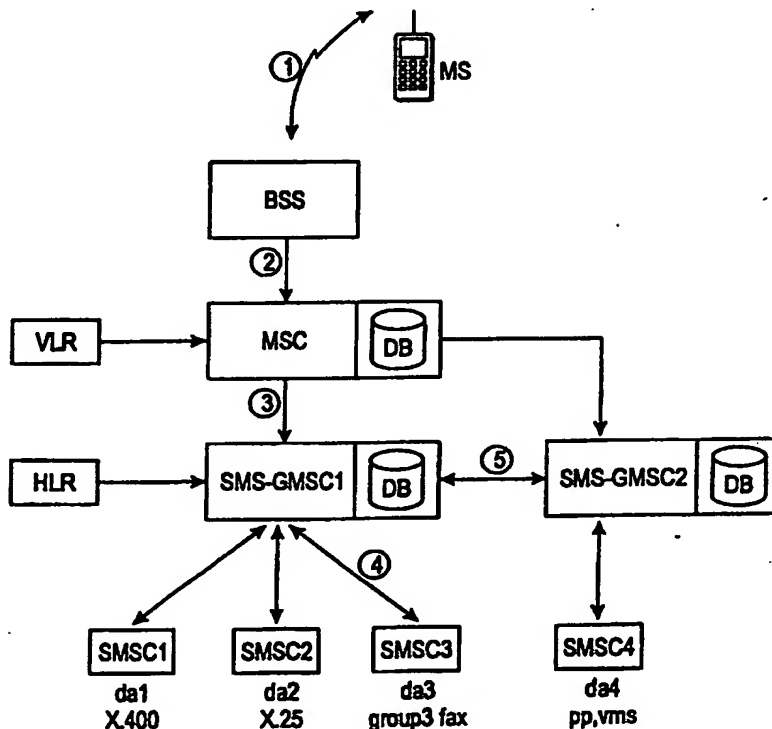 1
MS
BSS
2
VLR
MSC
DB
3
HLR
SMS-GMSC1
DB
5
SMS-GMSC2
DB
4
SMSC1
SMSC2
SMSC3
SMSC4
da1
da2
da3
da4
X.400
X.25
group3 fax
pp,vms